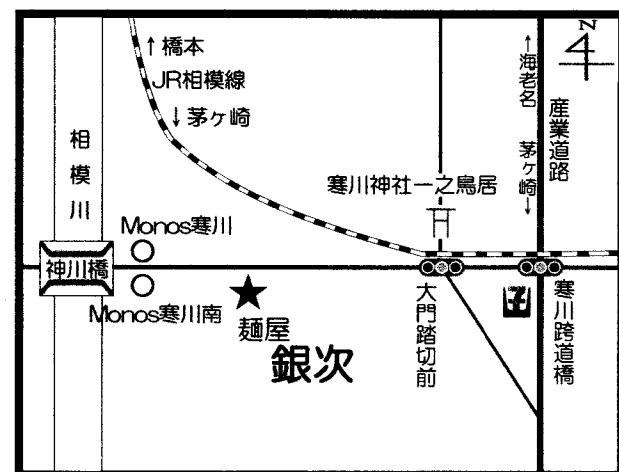 ↑橋本
JR相模線
↓茅ヶ崎
N
←海老名
茅ヶ崎→
産業道路
相模川
寒川神社一之鳥居
Monos寒川
神川橋
Monos寒川南
麺屋
銀次
大門踏切前
寒川跨道橋